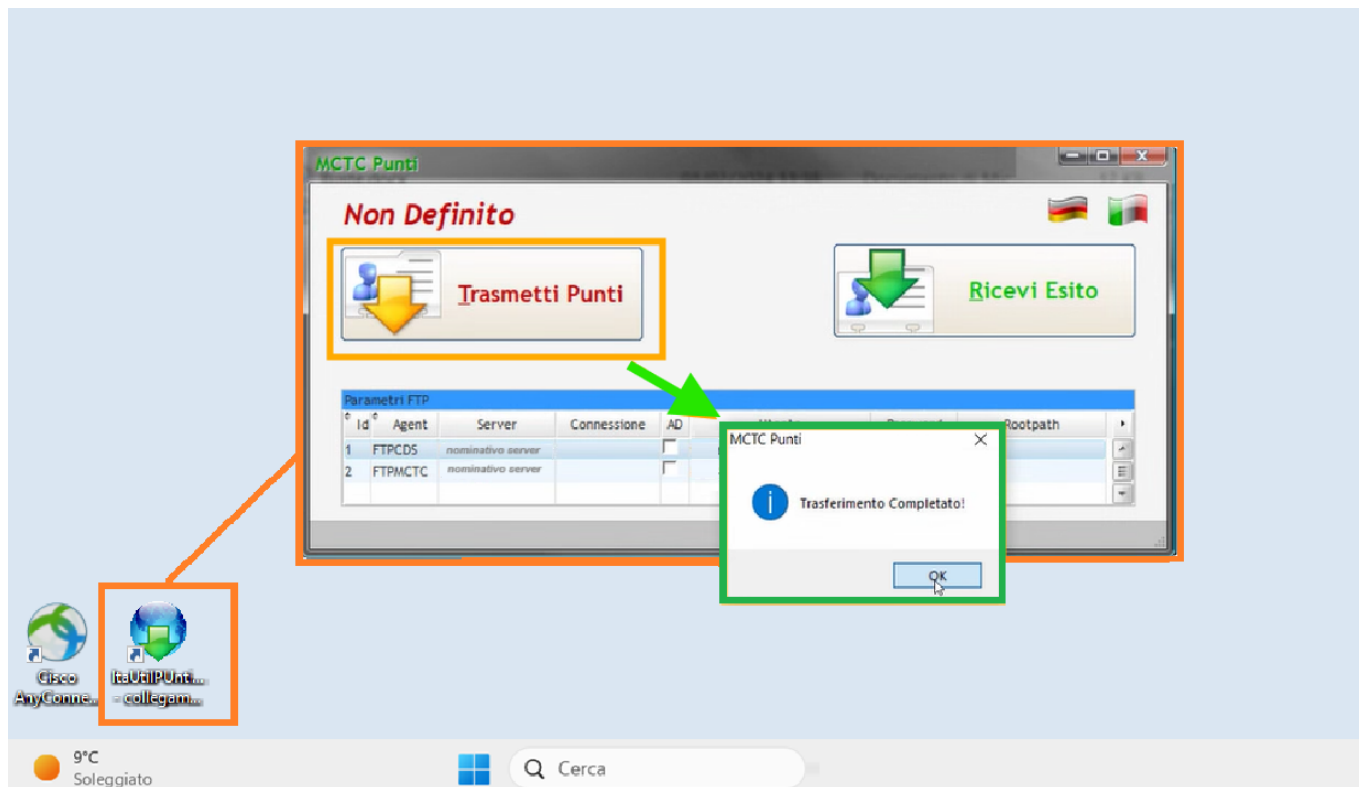 MCTC Punti
Non Definito
Trasmetti Punti
Ricevi Esito
Parametri FTP
Id Agent Server Connessione AD Rootpath
1 FTPCDS nominativo server
2 FTPMCTC nominativo server
MCTC Punti
Trasferimento Completato!
OK
Cisco
AnyConne...
ItaUtilPUnti...
- collegam...
9°C
Soleggiato
Cerca